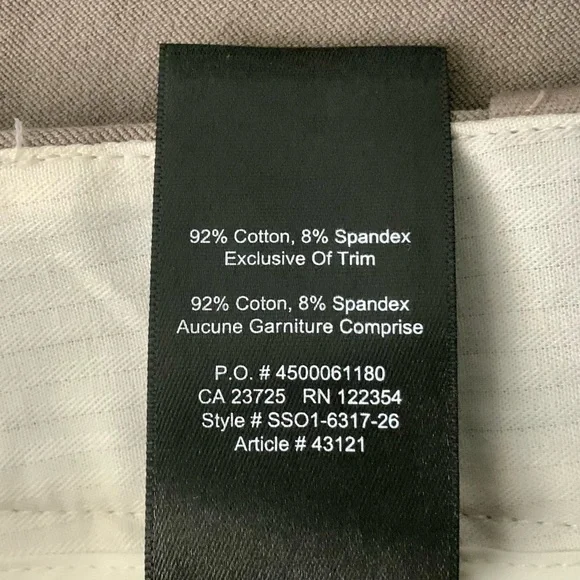 92% Cotton, 8% Spandex
Exclusive Of Trim
92% Coton, 8% Spandex
Aucune Garniture Comprise
P.O. # 4500061180
CA 23725 RN 122354
Style # SSO1-6317-26
Article # 43121